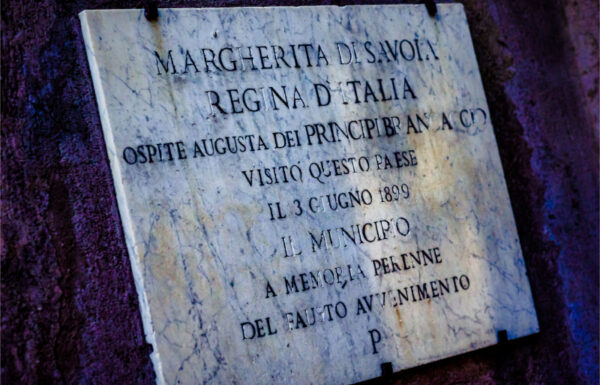 MARGHERITA DI SAVOIA
REGINA D'ITALIA
OSPITE AUGUSTA DEI PRINCIPI BRANCACCIO
VISITÒ QUESTO PAESE
IL 3 GIUGNO 1899
IL MUNICIPIO
A MEMORIA PERENNE
DEL FAUSTO AVVENIMENTO
P